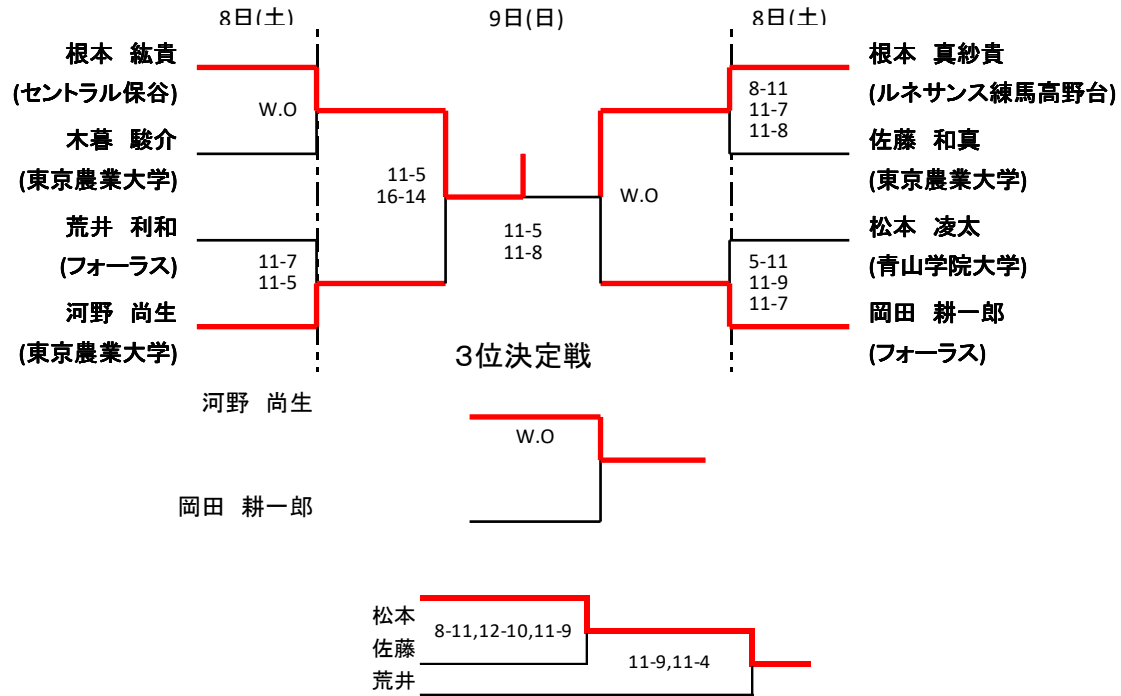 8日(土)
9日(日)
8日(土)
根本 紘貴
(セントラル保谷)
W.O
木暮 駿介
(東京農業大学)
11-5
16-14
荒井 利和
(フォーラス)
11-7
11-5
河野 尚生
(東京農業大学)
11-5
11-8
根本 真紗貴
(ルネサンス練馬高野台)
8-11
11-7
11-8
佐藤 和真
(東京農業大学)
W.O
松本 凌太
(青山学院大学)
5-11
11-9
11-7
岡田 耕一郎
(フォーラス)
3位決定戦
河野 尚生
W.O
岡田 耕一郎
松本
8-11,12-10,11-9
佐藤
11-9,11-4
荒井